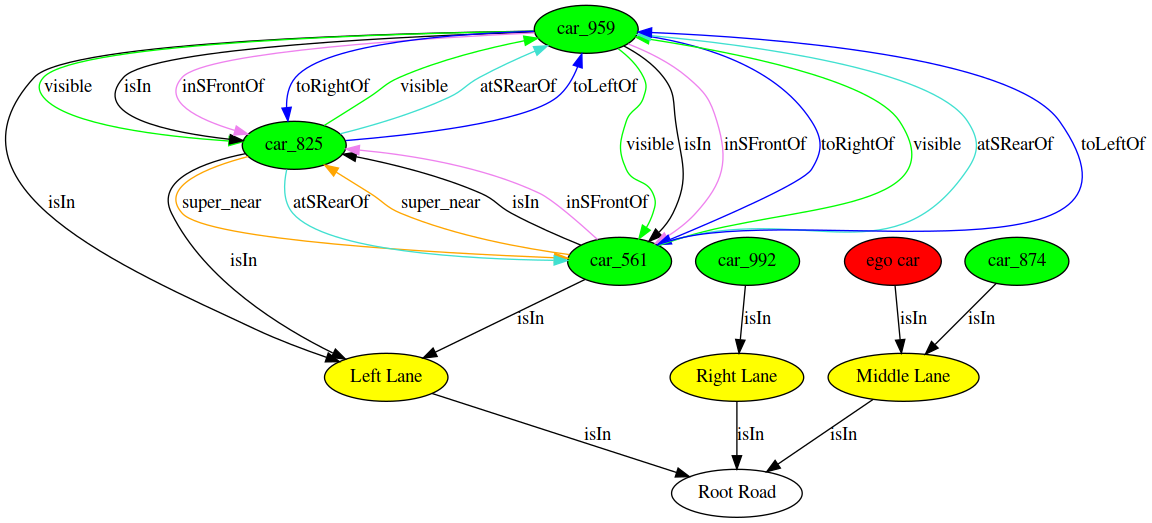 car_959
visible
isIn
inSFrontOf
toRightOf
visible
atSRearOf
toLeftOf
car_825
visible
isIn
inSFrontOf
toRightOf
visible
atSRearOf
toLeftOf
isIn
super_near
atSRearOf
super_near
isIn
inSFrontOf
isIn
car_561
car_992
ego car
car_874
isIn
isIn
isIn
isIn
Left Lane
Right Lane
Middle Lane
isIn
isIn
isIn
Root Road